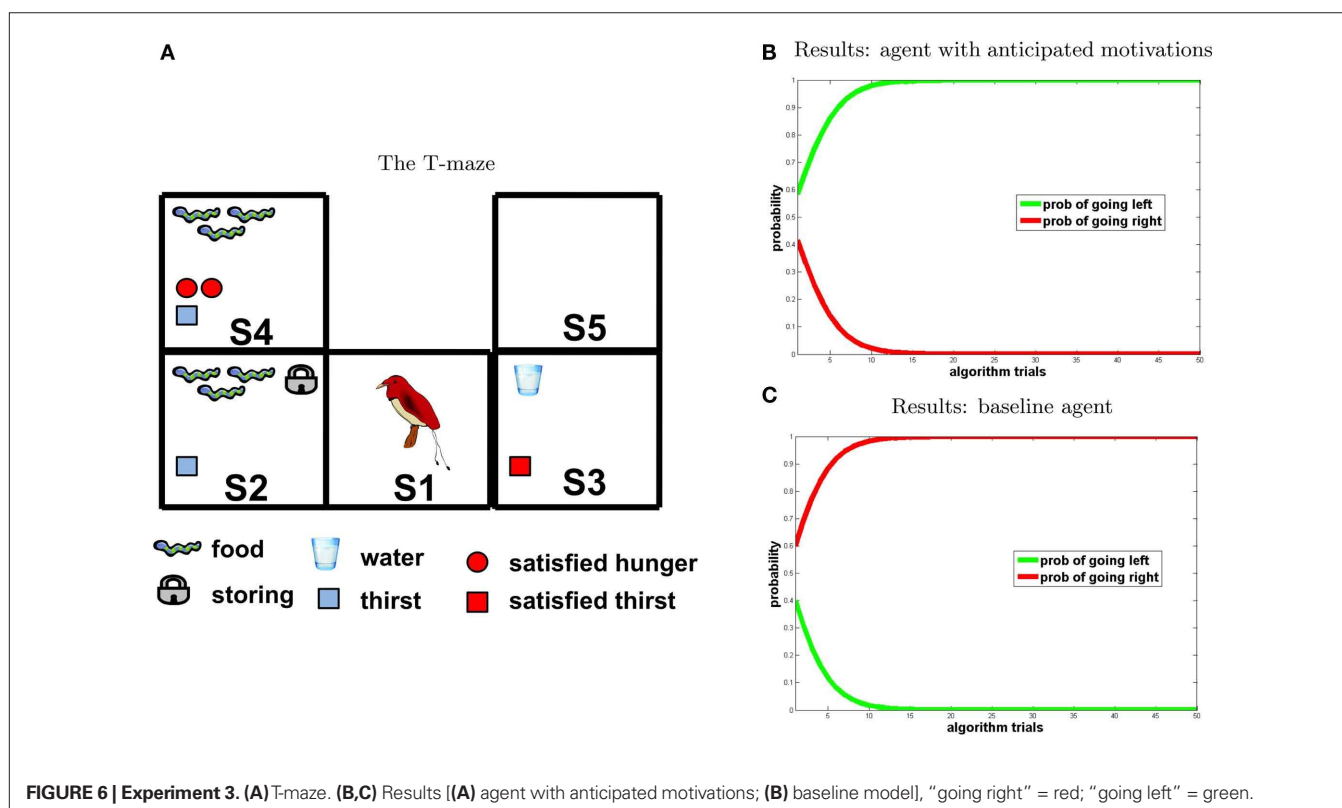 A
The T-maze
S4
S5
S2
S1
S3
food
water
satisfied hunger
storing
thirst
satisfied thirst
B Results: agent with anticipated motivations
1
0.9
0.8
0.7
0.6
0.5
0.4
0.3
0.2
0.1
0
probability
prob of going left
prob of going right
5 10 15 20 25 30 35 40 45 50
algorithm trials
C Results: baseline agent
1
0.9
0.8
0.7
0.6
0.5
0.4
0.3
0.2
0.1
0
probability
prob of going left
prob of going right
5 10 15 20 25 30 35 40 45 50
algorithm trials
FIGURE 6 | Experiment 3. (A) T-maze. (B,C) Results [(A) agent with anticipated motivations; (B) baseline model], “going right” = red; “going left” = green.